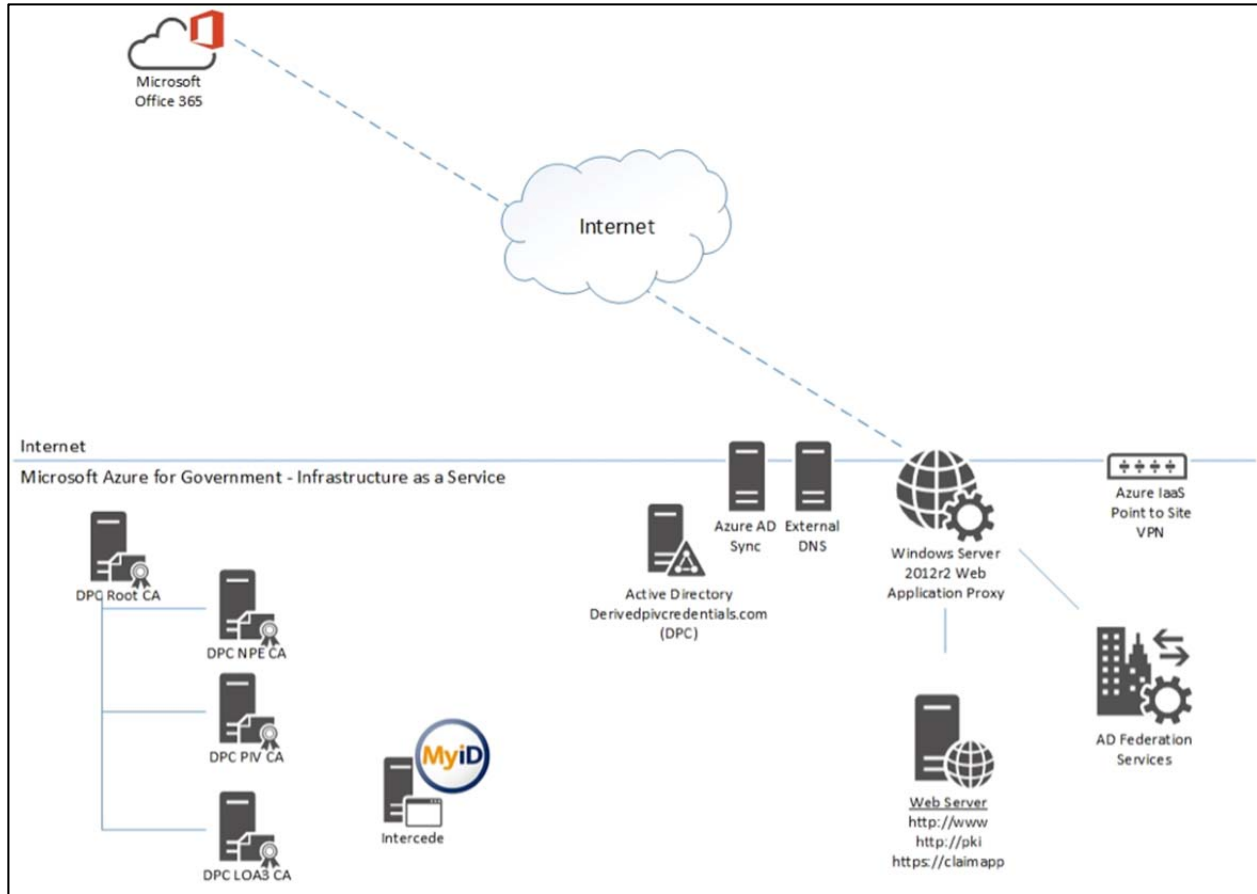 Microsoft
Office 365
Internet
Internet
Microsoft Azure for Government - Infrastructure as a Service
DPC Root CA
DPC NPE CA
DPC PIV CA
DPC LOA3 CA
MyiD
Intercede
Active Directory
Derivedpivcredentials.com
(DPC)
Azure AD
Sync
External
DNS
Windows Server
2012r2 Web
Application Proxy
Azure IaaS
Point to Site
VPN
AD Federation
Services
Web Server
http://www
http://pki
https://claimapp